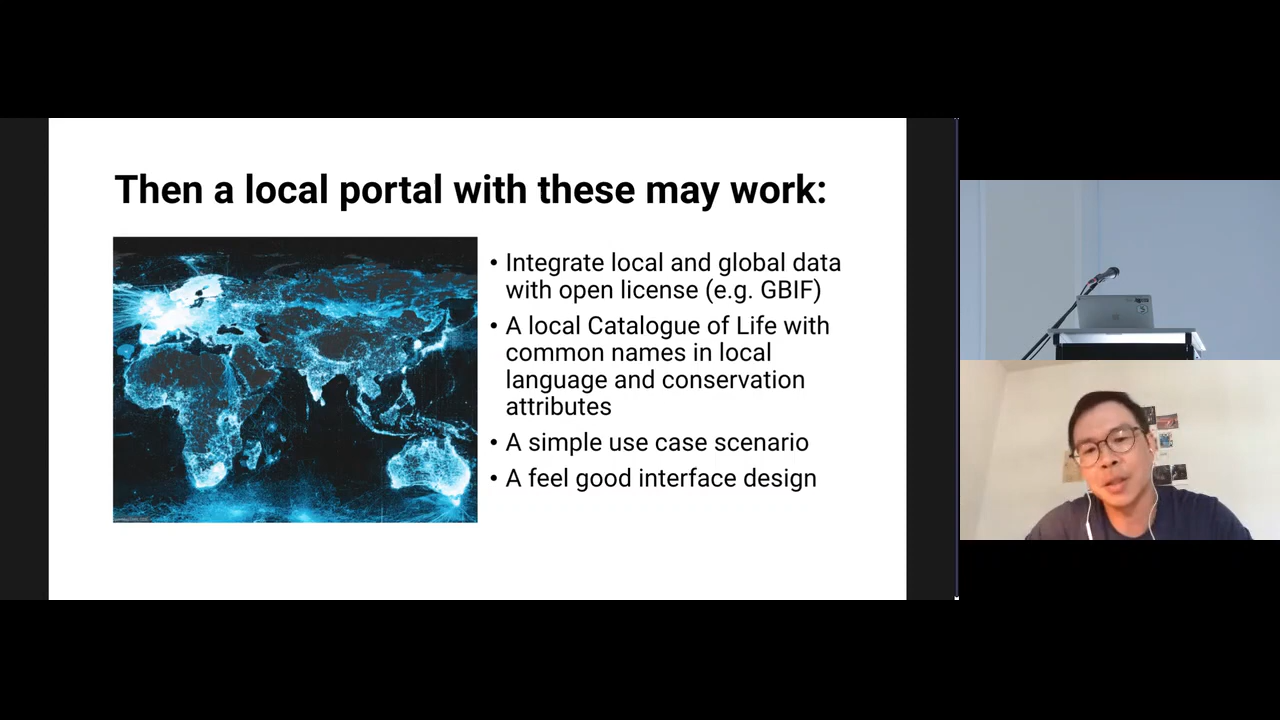 Then a local portal with these may work:
• Integrate local and global data
with open license (e.g. GBIF)
• A local Catalogue of Life with
common names in local
language and conservation
attributes
• A simple use case scenario
• A feel good interface design